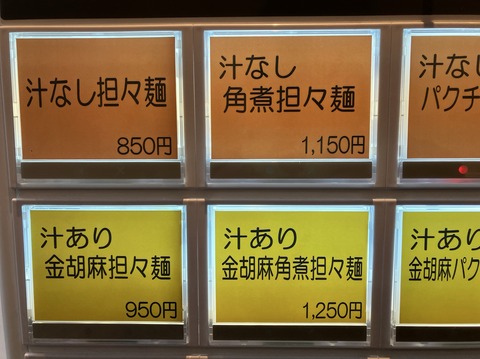 汁なし担々麺
850円
汁なし
角煮担々麺
1,150円
汁なし
パクチ
汁あり
金胡麻担々麺
950円
汁あり
金胡麻角煮担々麺
1,250円
汁あり
金胡麻パク